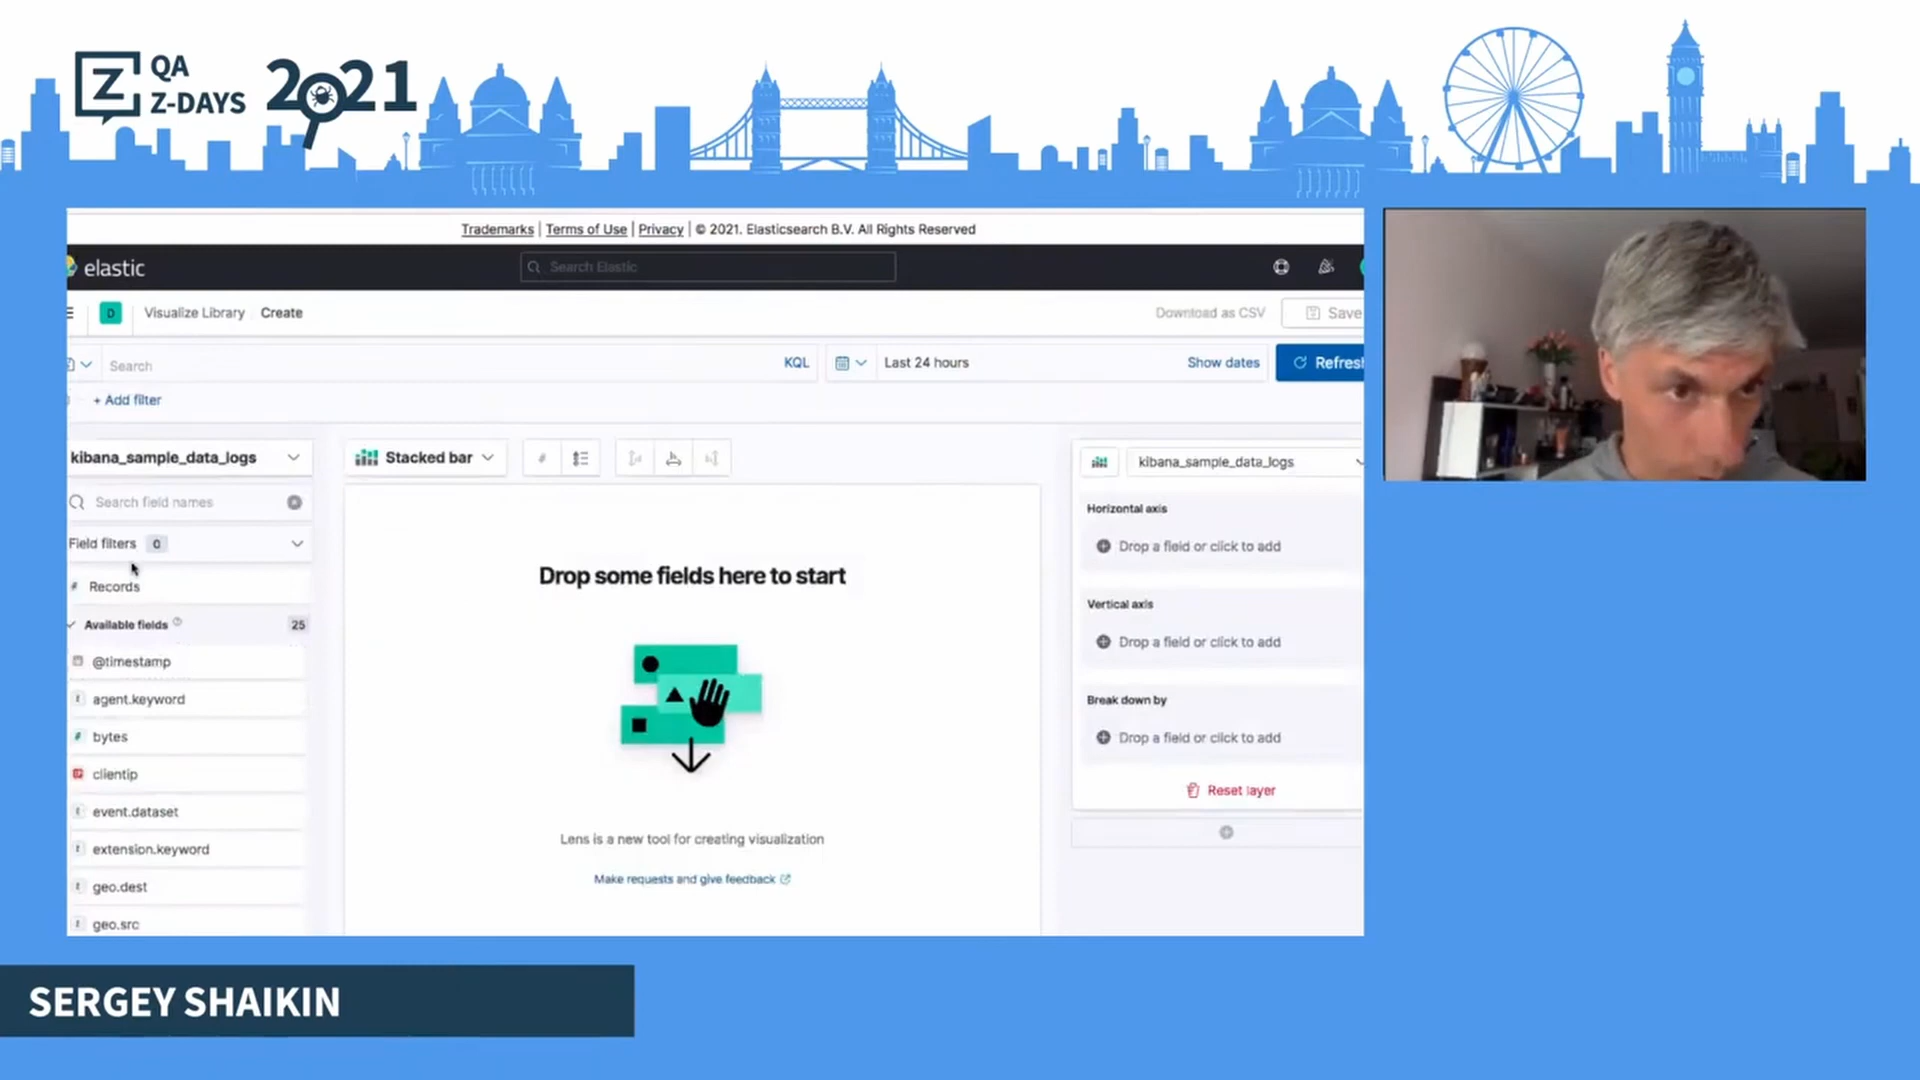 QA
Z-DAYS
2021
Trademarks | Terms of Use | Privacy | © 2021. Elasticsearch B.V. All Rights Reserved
elastic
Search Elastic
D
Visualize Library
Create
Download as CSV
Save
Search
KQL
Last 24 hours
Show dates
Refresh
+ Add filter
kibana_sample_data_logs
Stacked bar
kibana_sample_data_logs
Search field names
Field filters 0
# Records
Available fields 25
@timestamp
t agent.keyword
# bytes
IP clientip
t event.dataset
t extension.keyword
t geo.dest
t geo.src
Drop some fields here to start
Lens is a new tool for creating visualization
Make requests and give feedback
Horizontal axis
Drop a field or click to add
Vertical axis
Drop a field or click to add
Break down by
Drop a field or click to add
Reset layer
SERGEY SHAIKIN